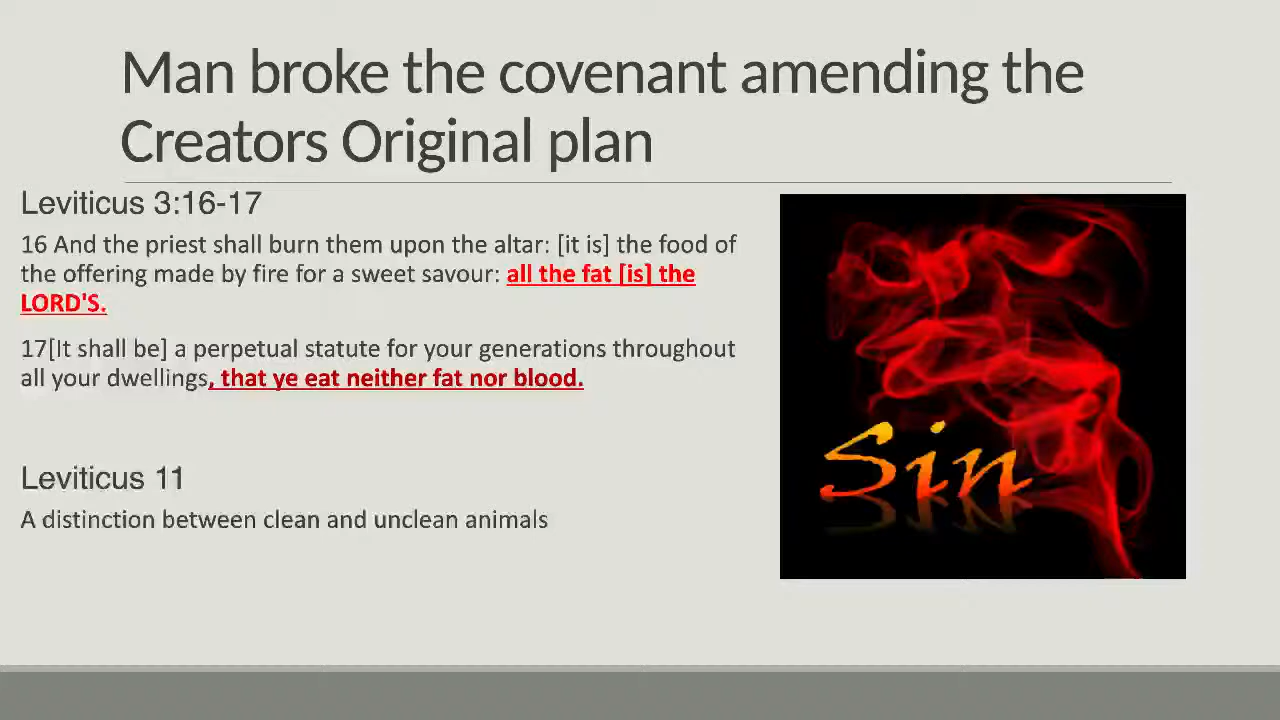 Man broke the covenant amending the
Creators Original plan
Leviticus 3:16-17
16 And the priest shall burn them upon the altar: [it is] the food of
the offering made by fire for a sweet savour: all the fat [is] the
LORD'S.
17[It shall be] a perpetual statute for your generations throughout
all your dwellings, that ye eat neither fat nor blood.
Leviticus 11
A distinction between clean and unclean animals
Sin